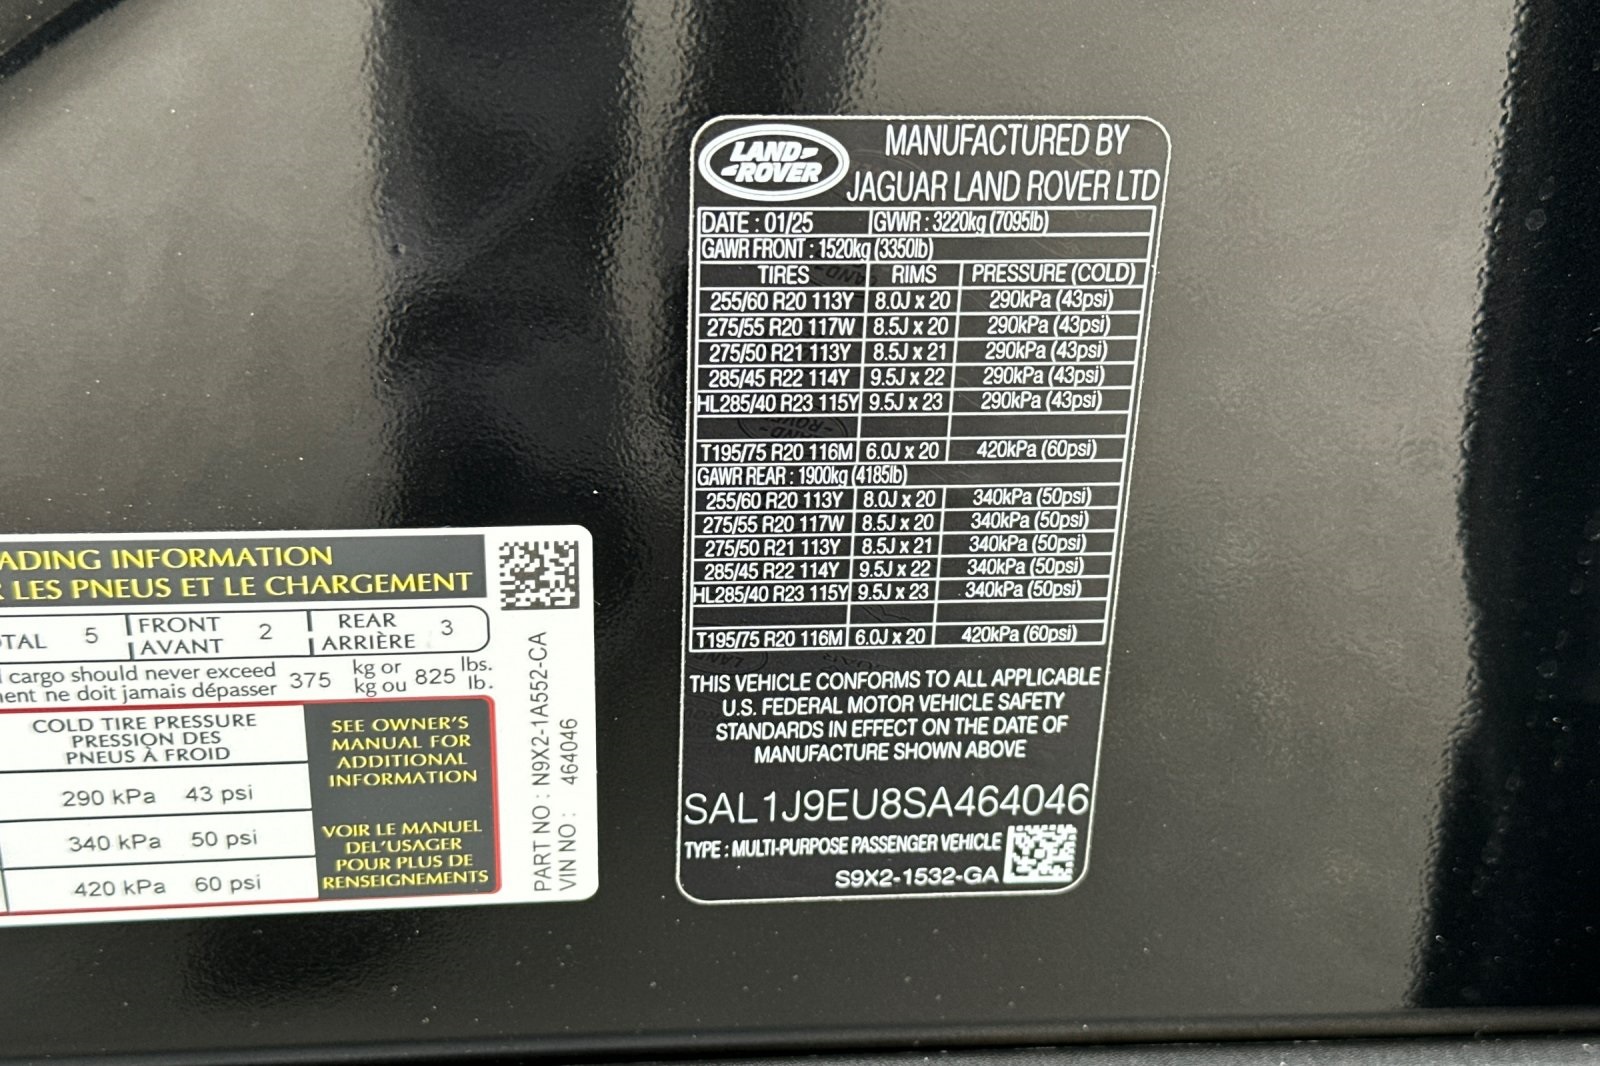 LAND
ROVER
MANUFACTURED BY
JAGUAR LAND ROVER LTD
DATE : 01/25 GVWR : 3220kg (7095lb)
GAWR FRONT : 1520kg (3350lb)
TIRES RIMS PRESSURE (COLD)
255/60 R20 113Y 8.0J x 20 290kPa (43psi)
275/55 R20 117W 8.5J x 20 290kPa (43psi)
275/50 R21 113Y 8.5J x 21 290kPa (43psi)
285/45 R22 114Y 9.5J x 22 290kPa (43psi)
HL285/40 R23 115Y 9.5J x 23 290kPa (43psi)
T195/75 R20 116M 6.0J x 20 420kPa (60psi)
GAWR REAR : 1900kg (4185lb)
255/60 R20 113Y 8.0J x 20 340kPa (50psi)
275/55 R20 117W 8.5J x 20 340kPa (50psi)
275/50 R21 113Y 8.5J x 21 340kPa (50psi)
285/45 R22 114Y 9.5J x 22 340kPa (50psi)
HL285/40 R23 115Y 9.5J x 23 340kPa (50psi)
T195/75 R20 116M 6.0J x 20 420kPa (60psi)
THIS VEHICLE CONFORMS TO ALL APPLICABLE
U.S. FEDERAL MOTOR VEHICLE SAFETY
STANDARDS IN EFFECT ON THE DATE OF
MANUFACTURE SHOWN ABOVE
SAL1J9EU8SA464046
TYPE : MULTI-PURPOSE PASSENGER VEHICLE
S9X2-1532-GA
ADING INFORMATION
R LES PNEUS ET LE CHARGEMENT
OTAL 5 FRONT AVANT 2 REAR ARRIÈRE 3
cargo should never exceed 375 kg or 825 lbs.
ment ne doit jamais dépasser kg ou lb.
COLD TIRE PRESSURE
PRESSION DES
PNEUS À FROID
290 kPa 43 psi
340 kPa 50 psi
420 kPa 60 psi
SEE OWNER'S
MANUAL FOR
ADDITIONAL
INFORMATION
VOIR LE MANUEL
DEL'USAGER
POUR PLUS DE
RENSEIGNEMENTS
PART NO : N9X2-1A552-CA
VIN NO : 464046